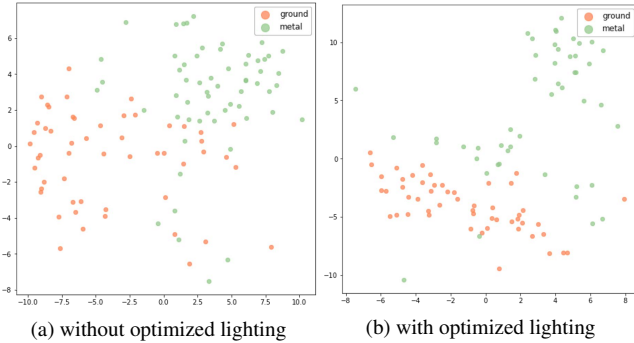 ground
metal
8
6
4
2
0
−2
−4
−6
−8
−10.0 −7.5 −5.0 −2.5 0.0 2.5 5.0 7.5 10.0
(a) without optimized lighting
ground
metal
10
5
0
−5
−10
−8 −6 −4 −2 0 2 4 6 8
(b) with optimized lighting